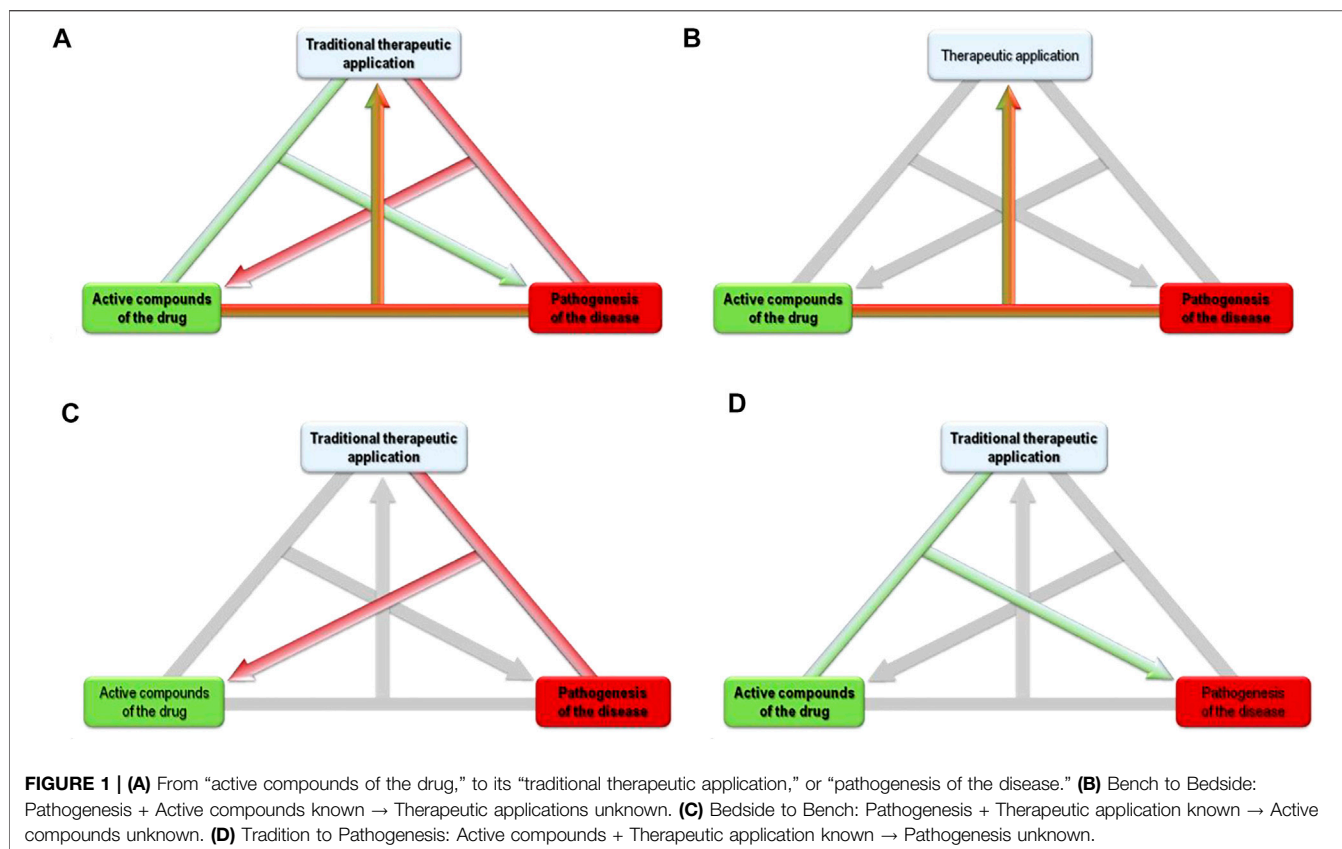 A
Traditional therapeutic
application
Active compounds
of the drug
Pathogenesis
of the disease
B
Therapeutic application
Active compounds
of the drug
Pathogenesis
of the disease
C
Traditional therapeutic
application
Active compounds
of the drug
Pathogenesis
of the disease
D
Traditional therapeutic
application
Active compounds
of the drug
Pathogenesis
of the disease
FIGURE 1 | (A) From “active compounds of the drug,” to its “traditional therapeutic application,” or “pathogenesis of the disease.” (B) Bench to Bedside:
Pathogenesis + Active compounds known → Therapeutic applications unknown. (C) Bedside to Bench: Pathogenesis + Therapeutic application known → Active
compounds unknown. (D) Tradition to Pathogenesis: Active compounds + Therapeutic application known → Pathogenesis unknown.